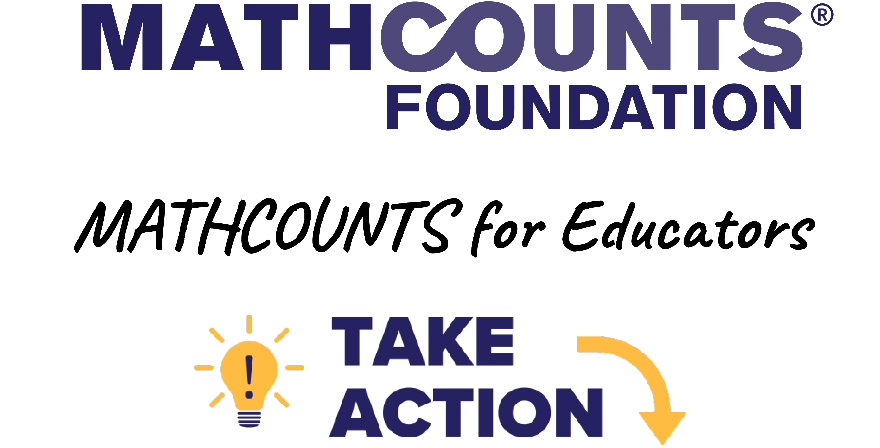 MATHCOUNTS®
FOUNDATION
MATHCOUNTS for Educators
!
TAKE
ACTION